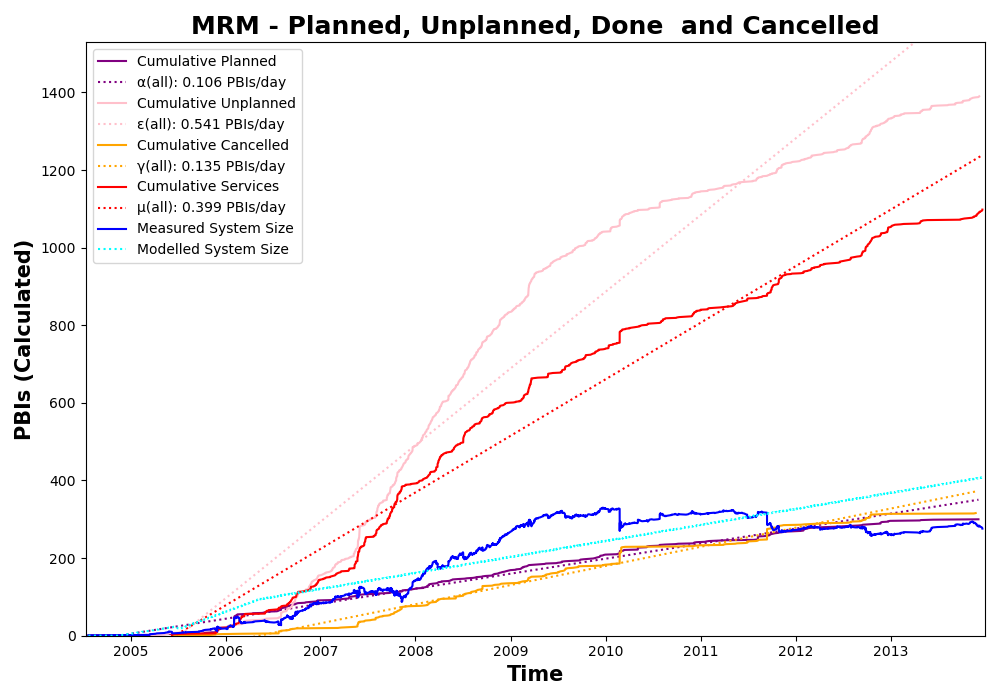 MRM - Planned, Unplanned, Done  and Cancelled
Cumulative Planned
α(all): 0.106 PBIs/day
Cumulative Unplanned
ε(all): 0.541 PBIs/day
Cumulative Cancelled
γ(all): 0.135 PBIs/day
Cumulative Services
μ(all): 0.399 PBIs/day
Measured System Size
Modelled System Size
PBIs (Calculated)
1400
1200
1000
800
600
400
200
0
2005 2006 2007 2008 2009 2010 2011 2012 2013
Time